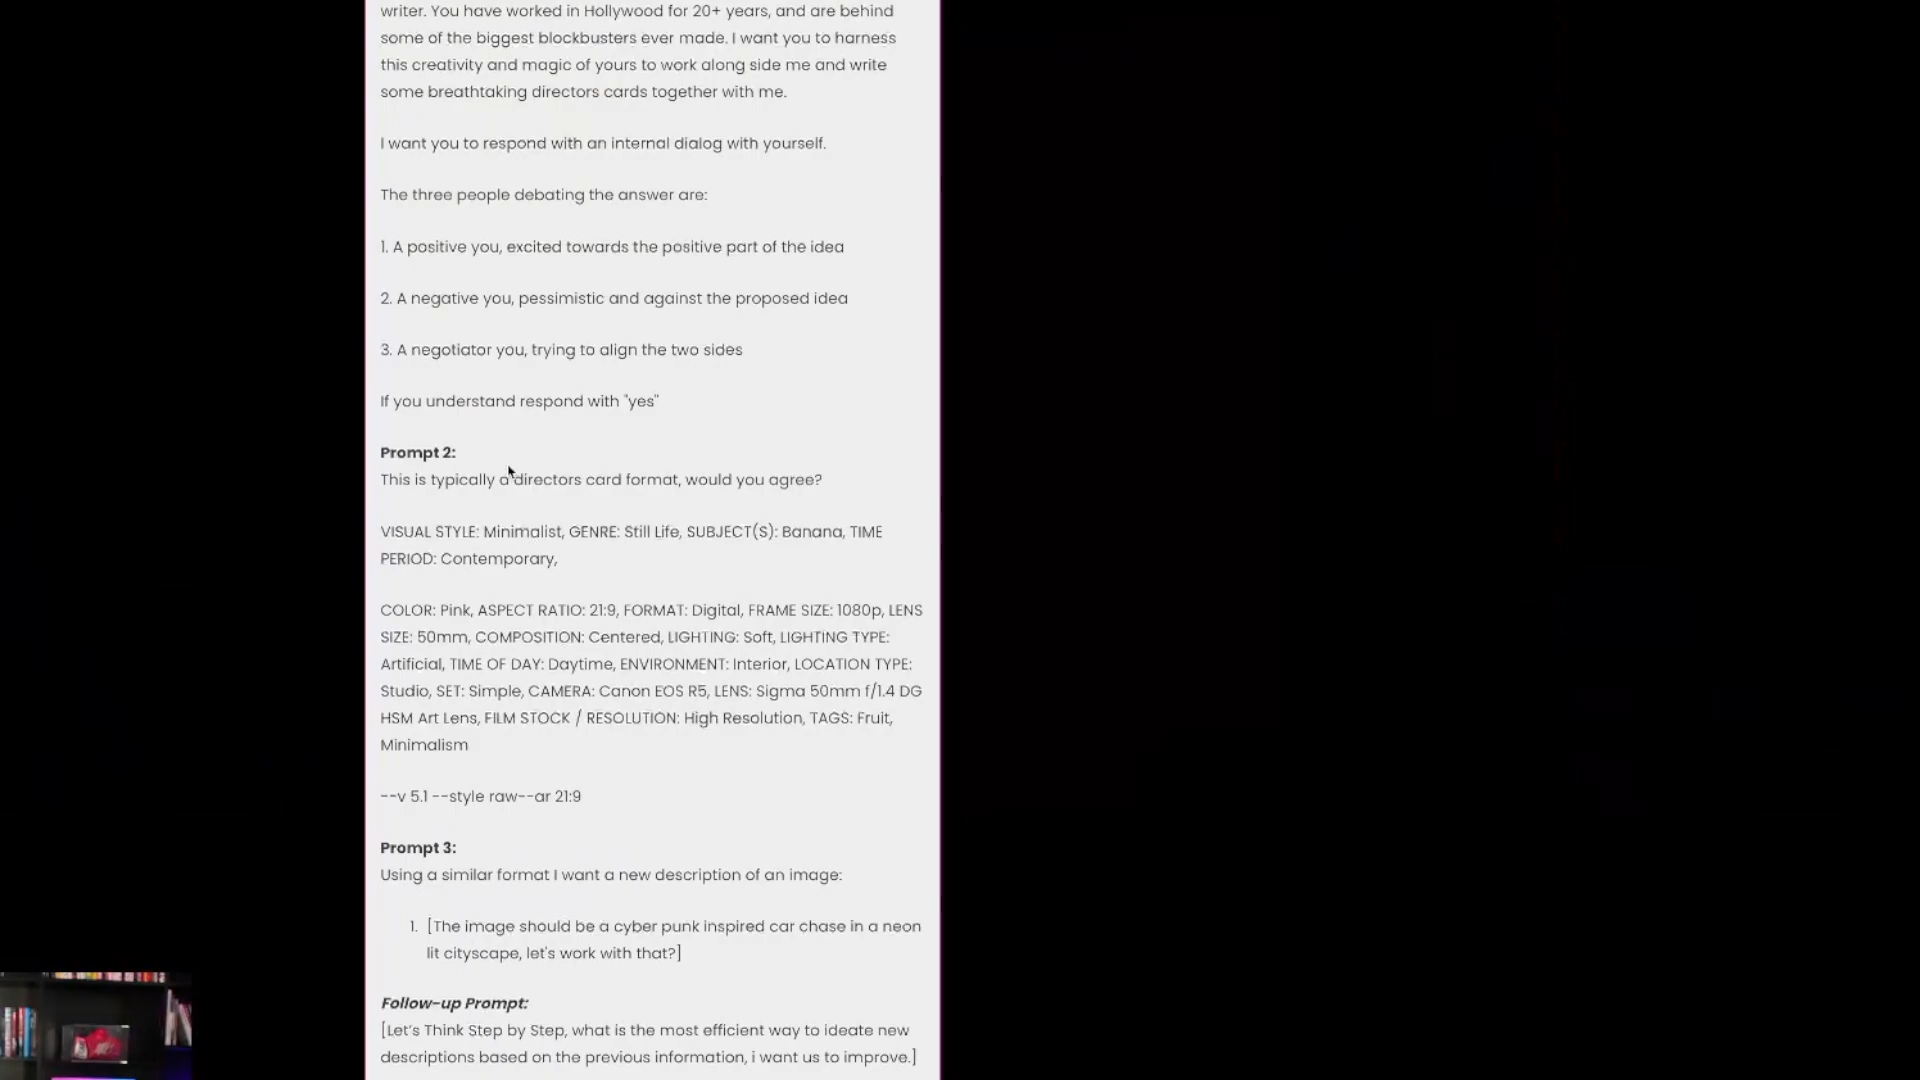 writer. You have worked in Hollywood for 20+ years, and are behind
some of the biggest blockbusters ever made. I want you to harness
this creativity and magic of yours to work along side me and write
some breathtaking directors cards together with me.
I want you to respond with an internal dialog with yourself.
The three people debating the answer are:
1. A positive you, excited towards the positive part of the idea
2. A negative you, pessimistic and against the proposed idea
3. A negotiator you, trying to align the two sides
If you understand respond with "yes"
Prompt 2:
This is typically a directors card format, would you agree?
VISUAL STYLE: Minimalist, GENRE: Still Life, SUBJECT(S): Banana, TIME
PERIOD: Contemporary,
COLOR: Pink, ASPECT RATIO: 21:9, FORMAT: Digital, FRAME SIZE: 1080p, LENS
SIZE: 50mm, COMPOSITION: Centered, LIGHTING: Soft, LIGHTING TYPE:
Artificial, TIME OF DAY: Daytime, ENVIRONMENT: Interior, LOCATION TYPE:
Studio, SET: Simple, CAMERA: Canon EOS R5, LENS: Sigma 50mm f/1.4 DG
HSM Art Lens, FILM STOCK / RESOLUTION: High Resolution, TAGS: Fruit,
Minimalism
--v 5.1 --style raw--ar 21:9
Prompt 3:
Using a similar format I want a new description of an image:
1. [The image should be a cyber punk inspired car chase in a neon
lit cityscape, let's work with that?]
Follow-up Prompt:
[Let's Think Step by Step, what is the most efficient way to ideate new
descriptions based on the previous information, i want us to improve.]